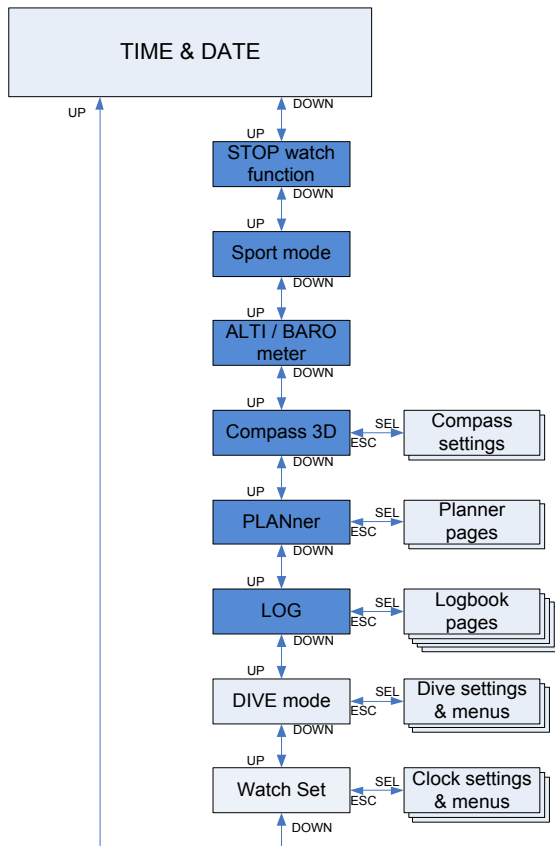 TIME & DATE
UP
DOWN
UP
STOP watch
function
DOWN
UP
Sport mode
DOWN
UP
ALTI / BARO
meter
DOWN
UP
Compass 3D
SEL
ESC
Compass
settings
DOWN
UP
PLANner
SEL
ESC
Planner
pages
DOWN
UP
LOG
SEL
ESC
Logbook
pages
DOWN
UP
DIVE mode
SEL
ESC
Dive settings
& menus
DOWN
UP
Watch Set
SEL
ESC
Clock settings
& menus
DOWN